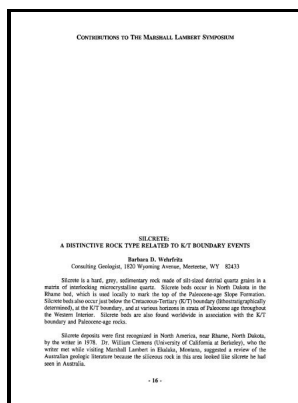 CONTRIBUTIONS TO THE MARSHALL LAMBERT SYMPOSIUM
SILCRETE:
A DISTINCTIVE ROCK TYPE RELATED TO K/T BOUNDARY EVENTS
Barbara D. Wehrfritz
Consulting Geologist, 1820 Wyoming Avenue, Meeteetse, WY 82433
Silcrete is a hard, grey, sedimentary rock made of silt-sized detrital quartz grains in a
matrix of interlocking microcrystalline quartz. Silcrete beds occur in North Dakota in the
Rhame bed, which is used locally to mark the top of the Paleocene-age Slope Formation.
Silcrete beds also occur just below the Cretaceous-Tertiary (K/T) boundary (lithostratigraphically
determined), at the K/T boundary, and at various horizons in strata of Paleocene age throughout
the Western Interior. Silcrete beds are also found worldwide in association with the K/T
boundary and Paleocene-age rocks.
Silcrete deposits were first recognized in North America, near Rhame, North Dakota,
by the writer in 1978. Dr. William Clemens (University of California at Berkeley), who the
writer met while visiting Marshall Lambert in Ekalaka, Montana, suggested a review of the
Australian geologic literature because the siliceous rock in this area looked like silcrete he had
seen in Australia.
- 16 -